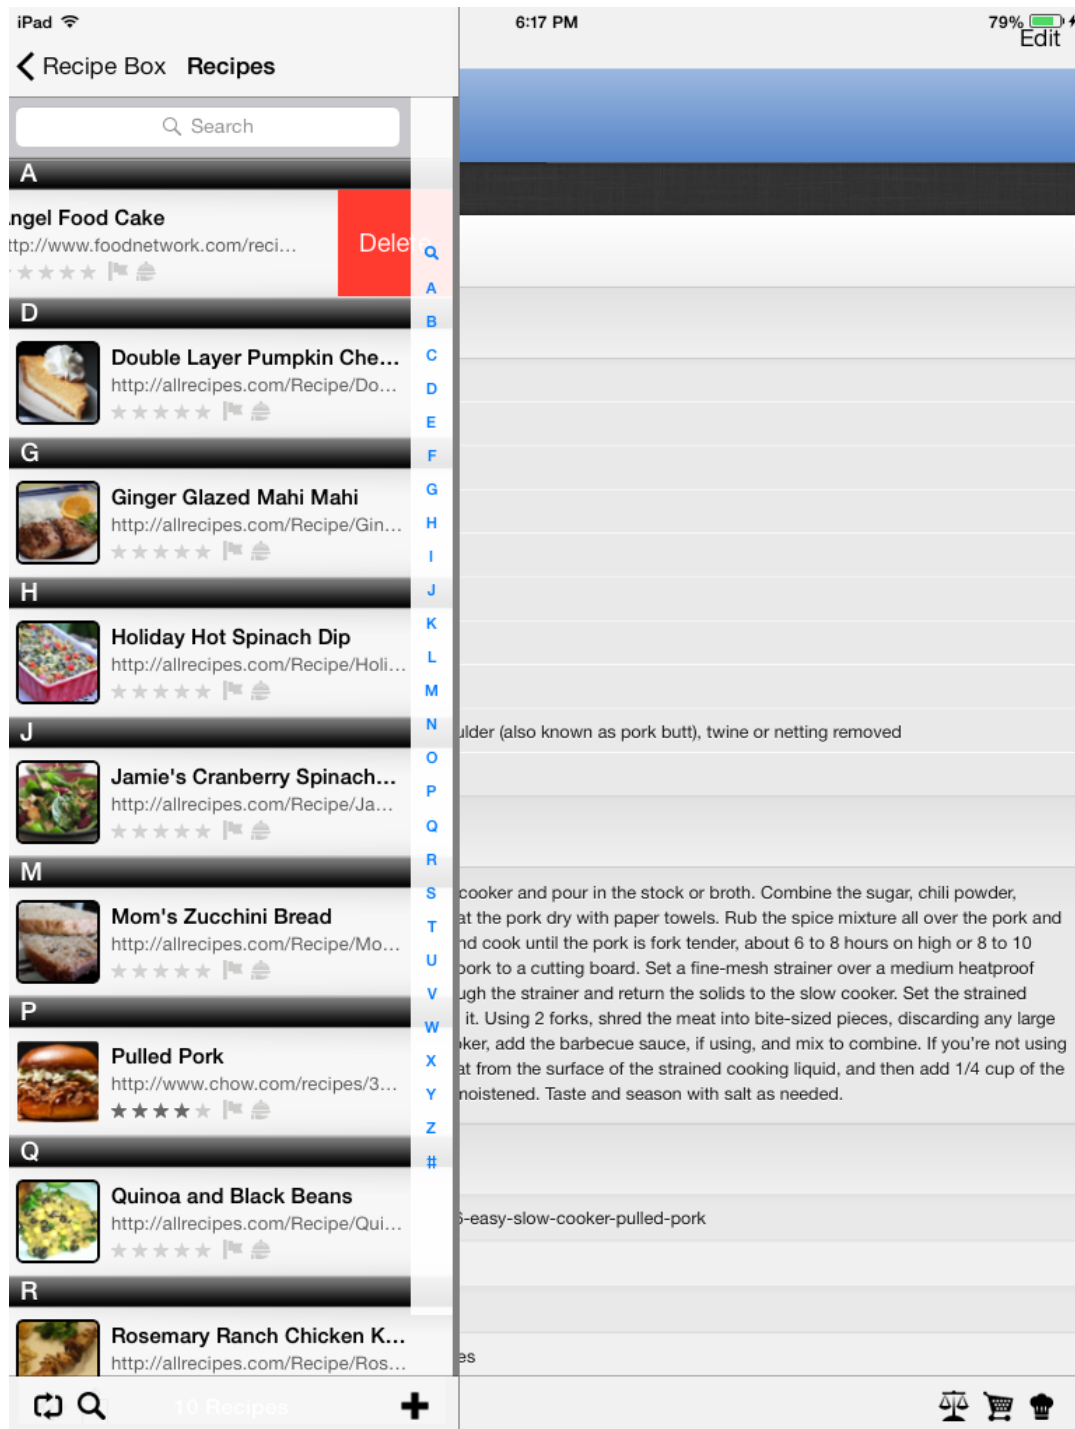 iPad
6:17 PM
79%
Edit
Recipe Box
Recipes
Search
A
ngel Food Cake
ttp://www.foodnetwork.com/reci...
Delete
D
Double Layer Pumpkin Che...
http://allrecipes.com/Recipe/Do...
G
Ginger Glazed Mahi Mahi
http://allrecipes.com/Recipe/Gin...
H
Holiday Hot Spinach Dip
http://allrecipes.com/Recipe/Holi...
J
Jamie's Cranberry Spinach...
http://allrecipes.com/Recipe/Ja...
M
Mom's Zucchini Bread
http://allrecipes.com/Recipe/Mo...
P
Pulled Pork
http://www.chow.com/recipes/3...
Q
Quinoa and Black Beans
http://allrecipes.com/Recipe/Qui...
R
Rosemary Ranch Chicken K...
http://allrecipes.com/Recipe/Ros...
10 Recipes
A
B
C
D
E
F
G
H
I
J
K
L
M
N
O
P
Q
R
S
T
U
V
W
X
Y
Z
#
ulder (also known as pork butt), twine or netting removed
cooker and pour in the stock or broth. Combine the sugar, chili powder,
at the pork dry with paper towels. Rub the spice mixture all over the pork and
nd cook until the pork is fork tender, about 6 to 8 hours on high or 8 to 10
pork to a cutting board. Set a fine-mesh strainer over a medium heatproof
ugh the strainer and return the solids to the slow cooker. Set the strained
it. Using 2 forks, shred the meat into bite-sized pieces, discarding any large
oker, add the barbecue sauce, if using, and mix to combine. If you're not using
at from the surface of the strained cooking liquid, and then add 1/4 cup of the
moistened. Taste and season with salt as needed.
6-easy-slow-cooker-pulled-pork
es